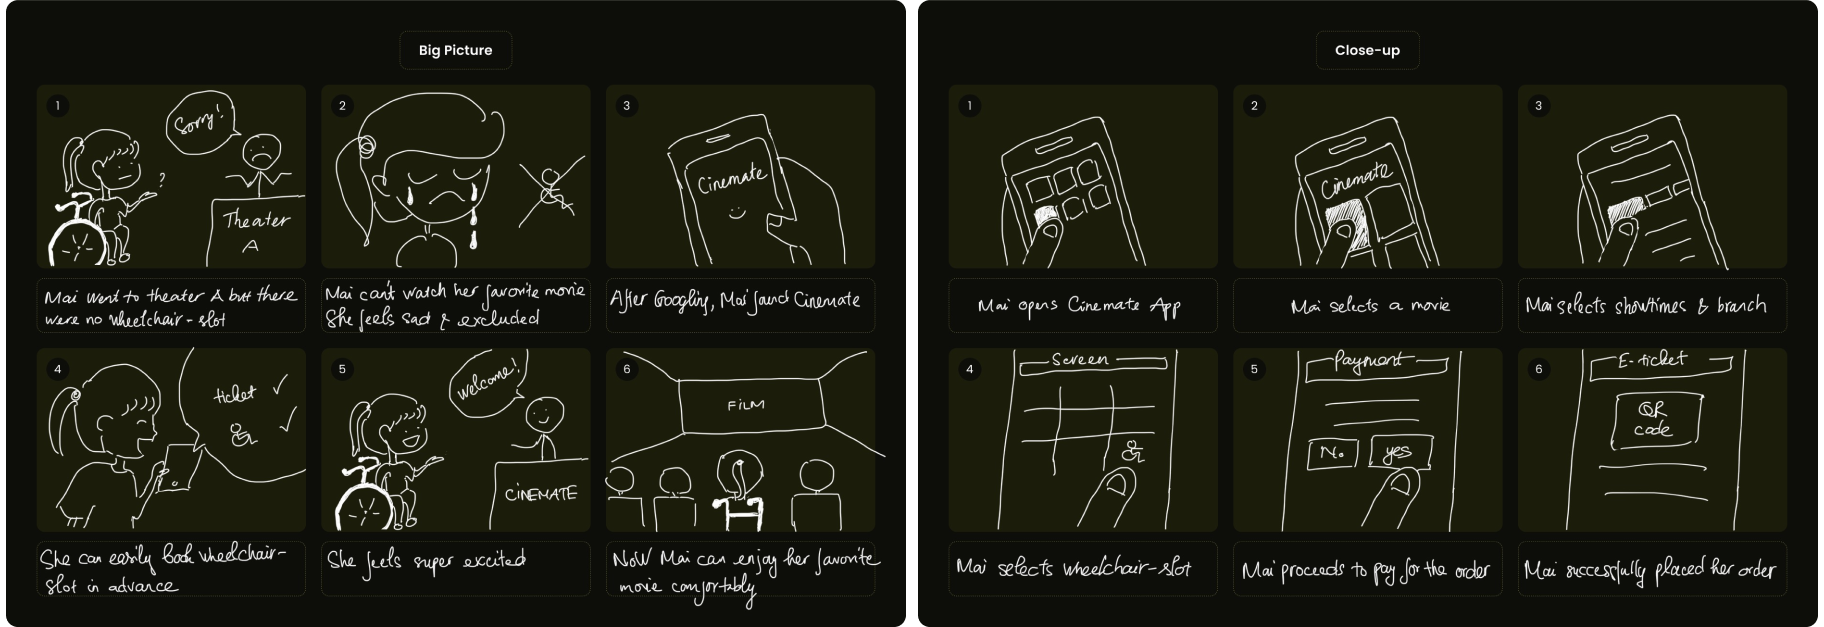 Big Picture
1
Sorry!
?
Theater
A
Mai went to theater A but there
were no wheelchair-slot
2
Mai can't watch her favorite movie
She feels sad & excluded
3
Cinemate
After Googling, Mai found Cinemate
4
ticket ✓
✓
She can easily book wheelchair-
slot in advance
5
Welcome!
CINEMATE
She feels super excited
6
FILM
NOW Mai can enjoy her favorite
movie comfortably
Close-up
1
Mai opens Cinemate App
2
Cinemate
Mai selects a movie
3
Mai selects showtimes & branch
4
Screen
Mai selects wheelchair-slot
5
Payment
No
yes
Mai proceeds to pay for the order
6
E-ticket
QR
code
Mai successfully placed her order